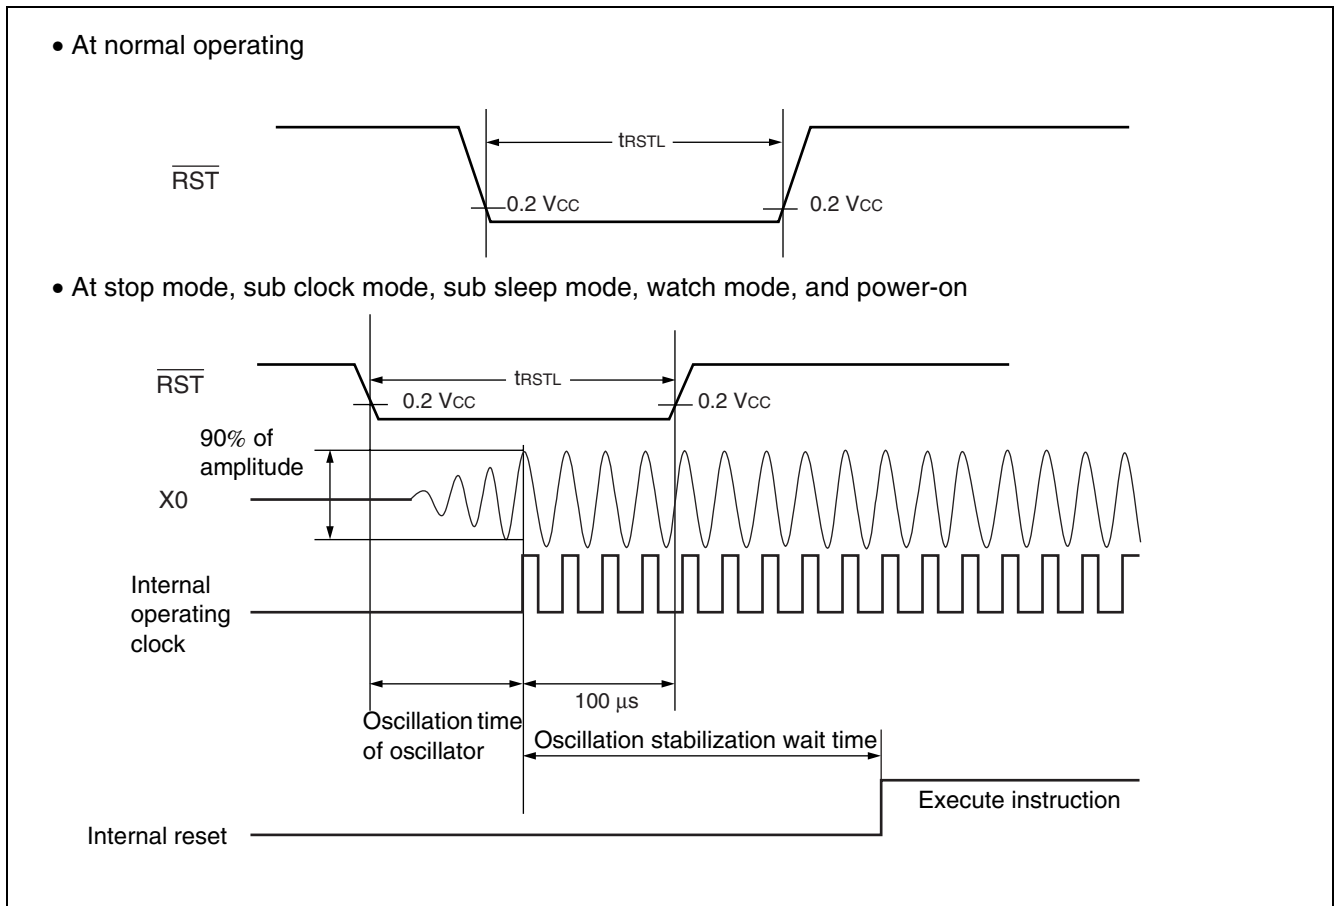 • At normal operating
tRSTL
RST
0.2 VCC
0.2 VCC
• At stop mode, sub clock mode, sub sleep mode, watch mode, and power-on
RST
tRSTL
0.2 VCC
0.2 VCC
90% of
amplitude
X0
Internal
operating
clock
100 μs
Oscillation time
of oscillator
Oscillation stabilization wait time
Execute instruction
Internal reset